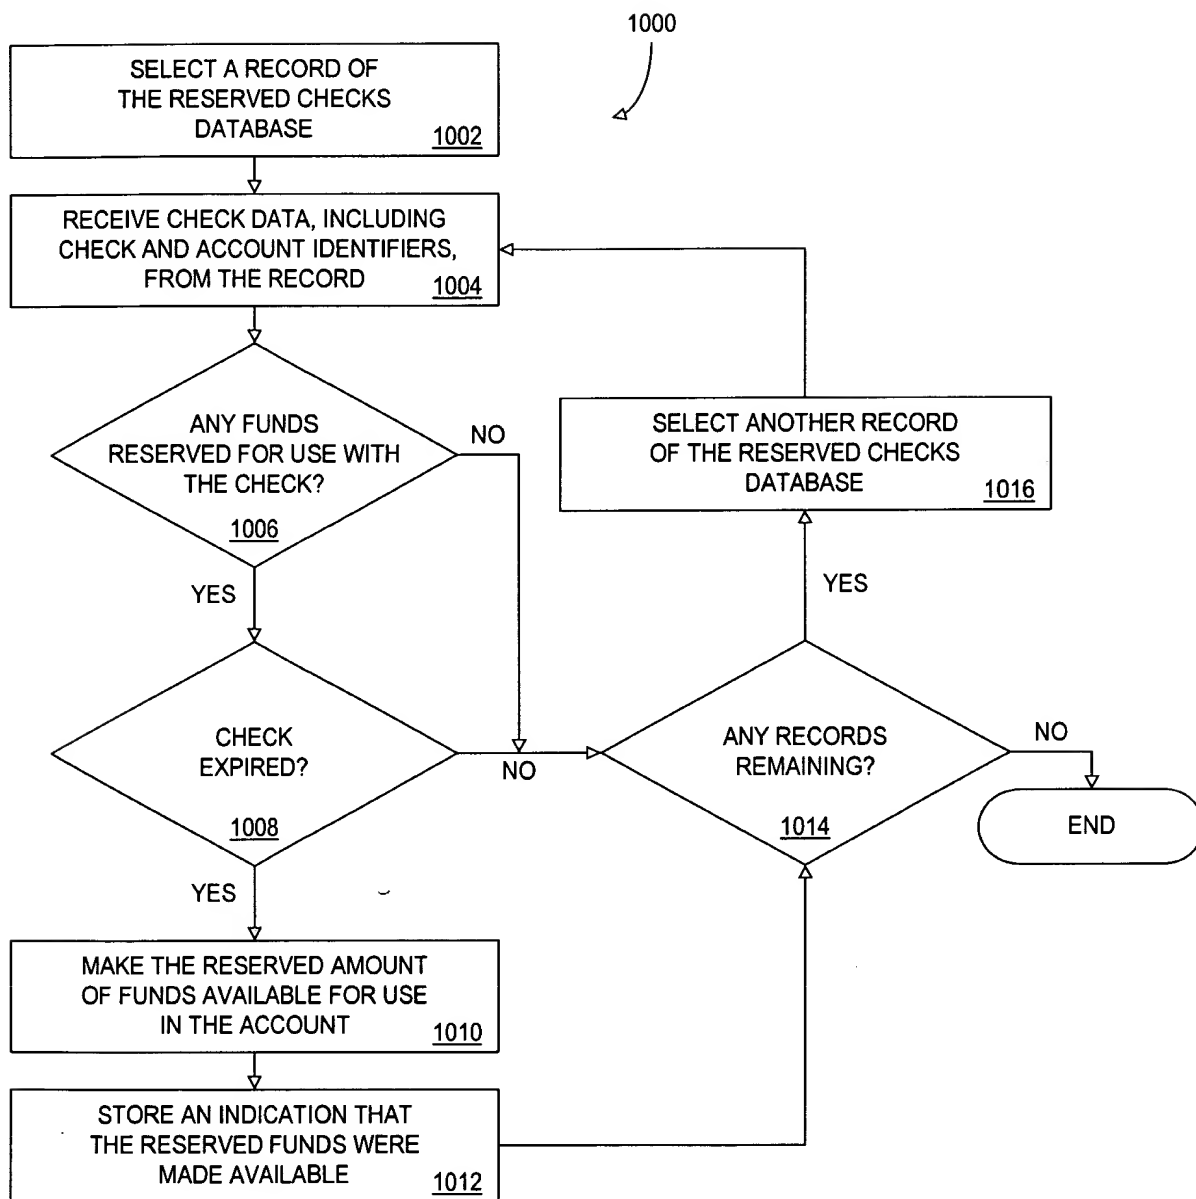 1000
SELECT A RECORD OF
THE RESERVED CHECKS
DATABASE
1002
RECEIVE CHECK DATA, INCLUDING
CHECK AND ACCOUNT IDENTIFIERS,
FROM THE RECORD
1004
ANY FUNDS
RESERVED FOR USE WITH
THE CHECK?
1006
NO
YES
CHECK
EXPIRED?
1008
NO
YES
MAKE THE RESERVED AMOUNT
OF FUNDS AVAILABLE FOR USE
IN THE ACCOUNT
1010
STORE AN INDICATION THAT
THE RESERVED FUNDS WERE
MADE AVAILABLE
1012
SELECT ANOTHER RECORD
OF THE RESERVED CHECKS
DATABASE
1016
YES
ANY RECORDS
REMAINING?
1014
NO
END